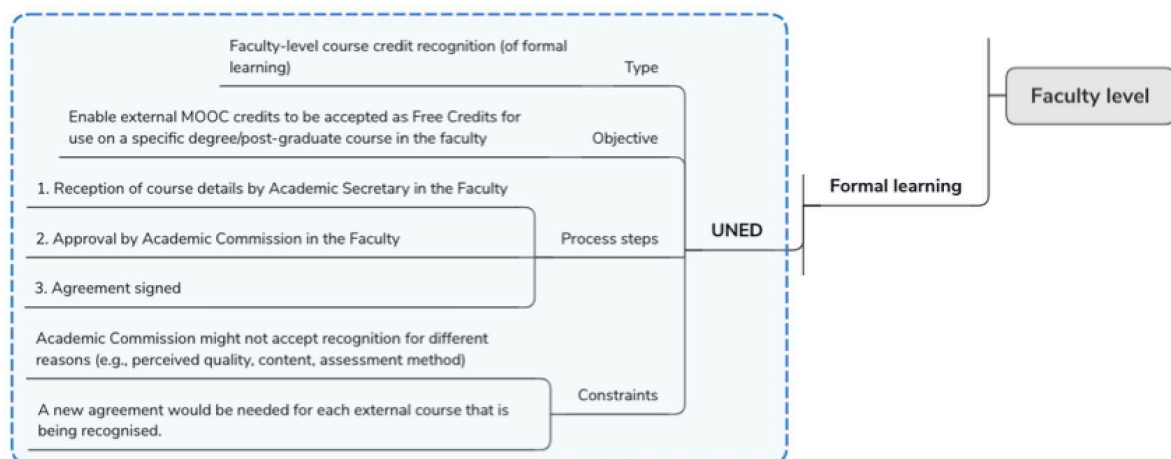 Faculty-level course credit recognition (of formal
learning)
Type
Enable external MOOC credits to be accepted as Free Credits for
use on a specific degree/post-graduate course in the faculty
Objective
1. Reception of course details by Academic Secretary in the Faculty
2. Approval by Academic Commission in the Faculty
3. Agreement signed
Process steps
Academic Commission might not accept recognition for different
reasons (e.g., perceived quality, content, assessment method)
A new agreement would be needed for each external course that is
being recognised.
Constraints
UNED
Formal learning
Faculty level